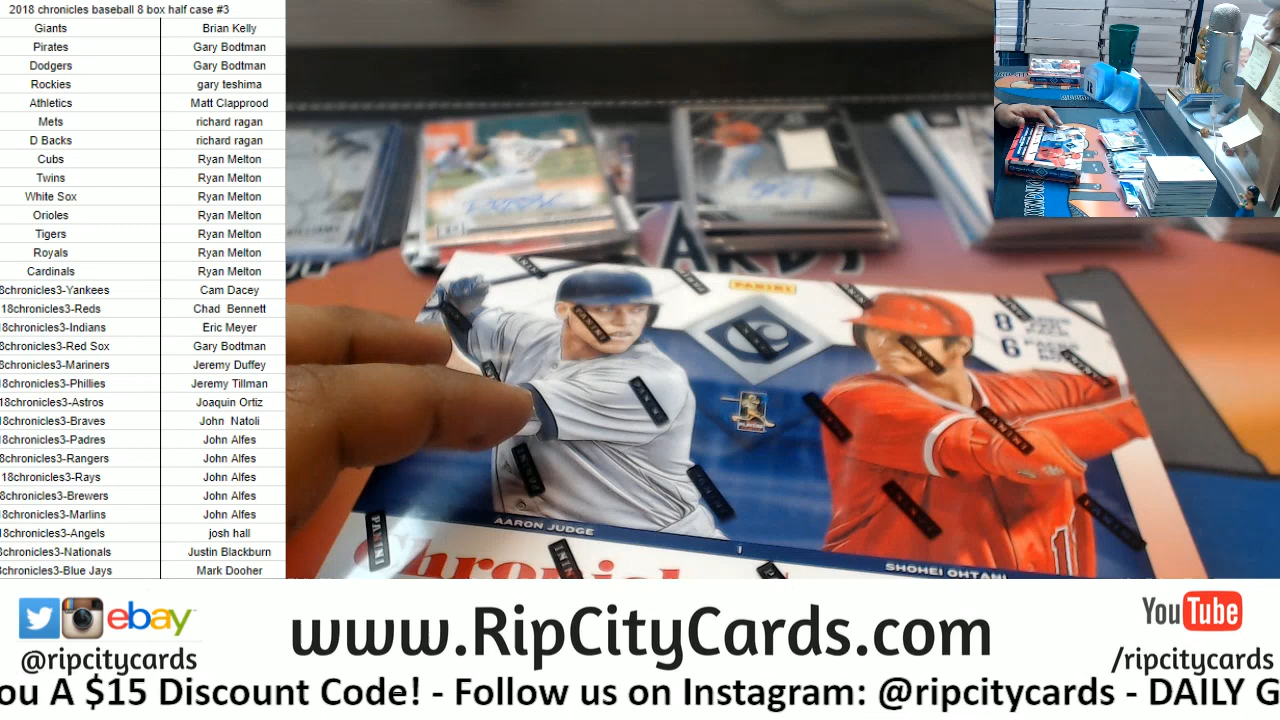 2018 chronicles baseball 8 box half case #3
Giants Brian Kelly
Pirates Gary Bodtman
Dodgers Gary Bodtman
Rockies gary teshima
Athletics Matt Clapprood
Mets richard ragan
D Backs richard ragan
Cubs Ryan Melton
Twins Ryan Melton
White Sox Ryan Melton
Orioles Ryan Melton
Tigers Ryan Melton
Royals Ryan Melton
Cardinals Ryan Melton
8chronicles3-Yankees Cam Dacey
18chronicles3-Reds Chad Bennett
18chronicles3-Indians Eric Meyer
8chronicles3-Red Sox Gary Bodtman
8chronicles3-Mariners Jeremy Duffey
18chronicles3-Phillies Jeremy Tillman
18chronicles3-Astros Joaquin Ortiz
18chronicles3-Braves John Natoli
18chronicles3-Padres John Alfes
8chronicles3-Rangers John Alfes
18chronicles3-Rays John Alfes
8chronicles3-Brewers John Alfes
18chronicles3-Marlins John Alfes
18chronicles3-Angels josh hall
8chronicles3-Nationals Justin Blackburn
8chronicles3-Blue Jays Mark Dooher
PANINI
8
6
AARON JUDGE
SHOHEI OHTANI
Chronicl
ebay
@ripcitycards
www.RipCityCards.com
YouTube
/ripcitycards
ou A $15 Discount Code! - Follow us on Instagram: @ripcitycards - DAILY G